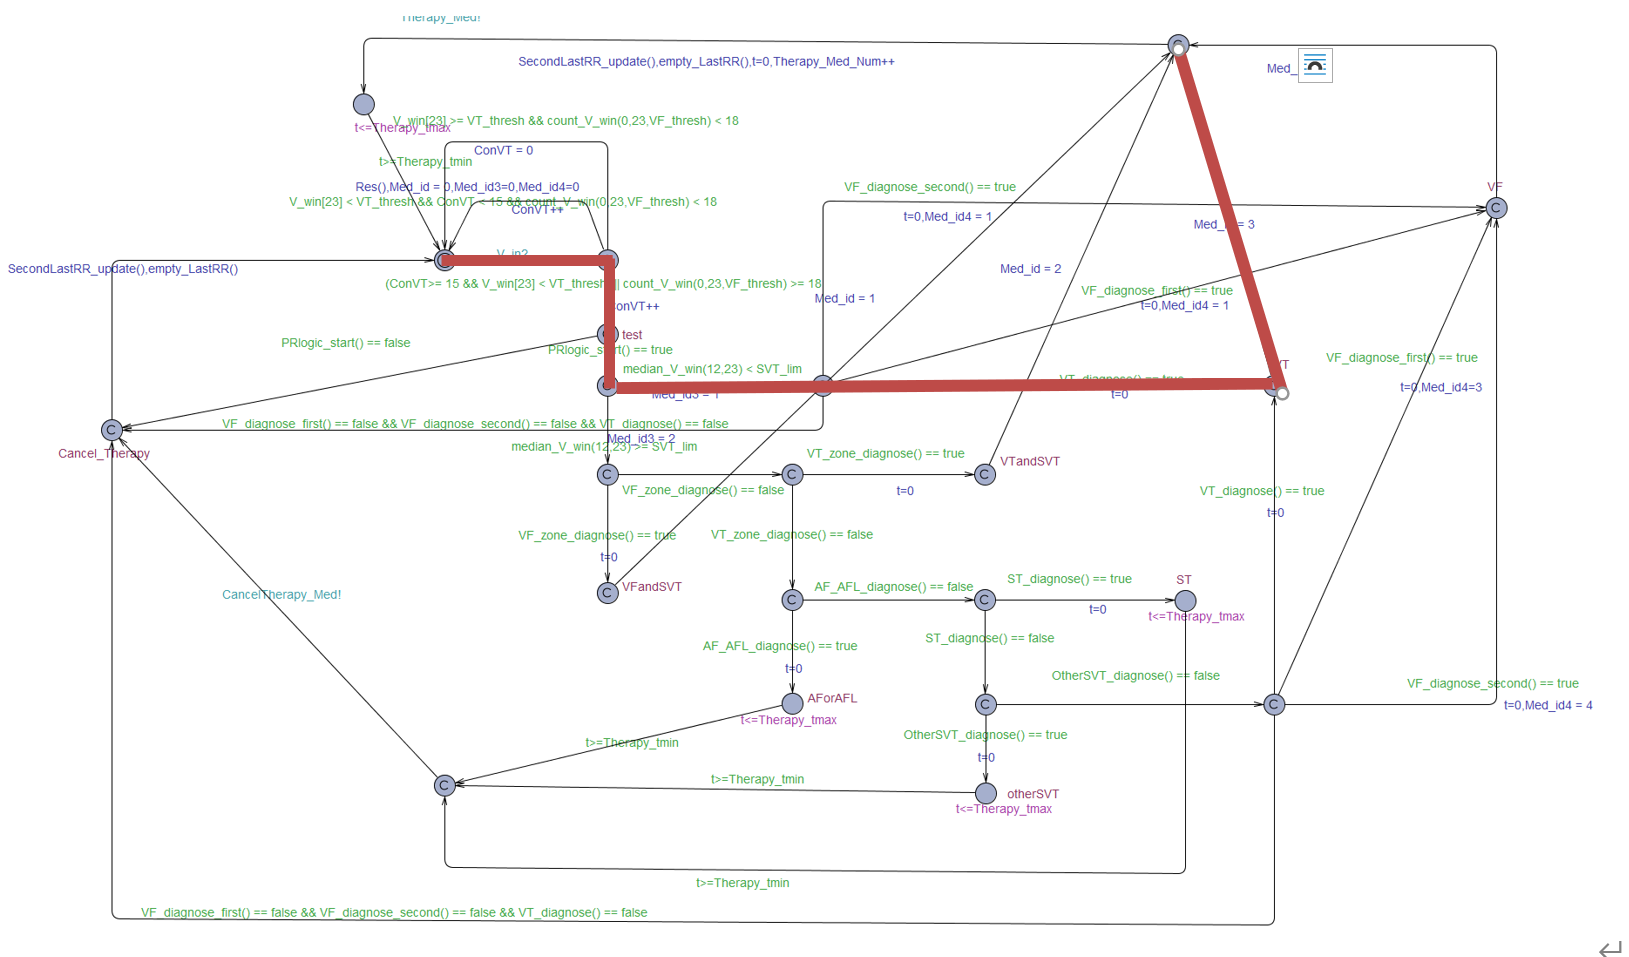 Therapy_Med!
SecondLastRR_update(),empty_LastRR(),t=0,Therapy_Med_Num++
Med_
V_win[23] >= VT_thresh && count_V_win(0,23,VF_thresh) < 18
t<=Therapy_tmax
ConVT = 0
t>=Therapy_tmin
Res(),Med_id = 0,Med_id3=0,Med_id4=0
VF_diagnose_second() == true
VF
V_win[23] < VT_thresh && ConVT < 15 && count_V_win(0,23,VF_thresh) < 18
ConVT++
t=0,Med_id4 = 1
Med_id = 3
V_in?
C
SecondLastRR_update(),empty_LastRR()
Med_id = 2
(ConVT>= 15 && V_win[23] < VT_thresh || count_V_win(0,23,VF_thresh) >= 18
VF_diagnose_first() == true
Med_id = 1
ConVT++
t=0,Med_id4 = 1
test
PRlogic_start() == false
PRlogic_start() == true
VF_diagnose_first() == true
median_V_win(12,23) < SVT_lim
VT
VT_diagnose() == true
t=0,Med_id4=3
Med_id3 = 1
t=0
VF_diagnose_first() == false && VF_diagnose_second() == false && VT_diagnose() == false
C
Med_id3 = 2
median_V_win(12,23) >= SVT_lim
Cancel_Therapy
VT_zone_diagnose() == true
VTandSVT
C
C
C
VF_zone_diagnose() == false
t=0
VT_diagnose() == true
t=0
VF_zone_diagnose() == true
VT_zone_diagnose() == false
t=0
C
VFandSVT
AF_AFL_diagnose() == false
ST_diagnose() == true
ST
CancelTherapy_Med!
C
C
t=0
t<=Therapy_tmax
AF_AFL_diagnose() == true
ST_diagnose() == false
t=0
OtherSVT_diagnose() == false
VF_diagnose_second() == true
AForAFL
C
C
t=0,Med_id4 = 4
t<=Therapy_tmax
OtherSVT_diagnose() == true
t>=Therapy_tmin
t=0
t>=Therapy_tmin
C
otherSVT
t<=Therapy_tmax
t>=Therapy_tmin
VF_diagnose_first() == false && VF_diagnose_second() == false && VT_diagnose() == false